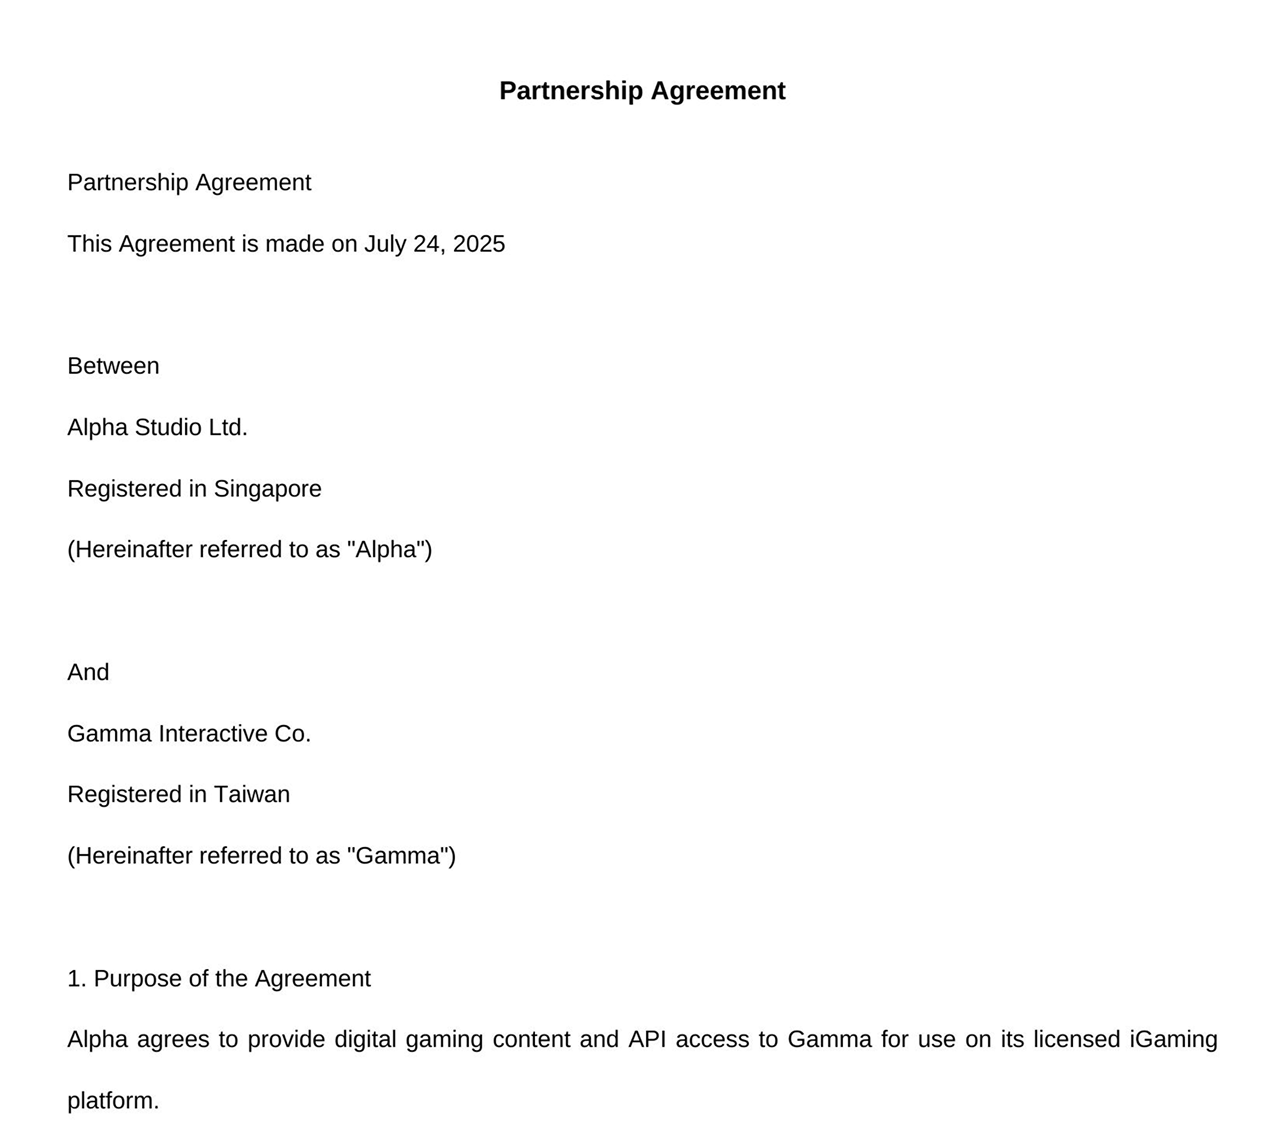 Partnership Agreement
Partnership Agreement
This Agreement is made on July 24, 2025
Between
Alpha Studio Ltd.
Registered in Singapore
(Hereinafter referred to as "Alpha")
And
Gamma Interactive Co.
Registered in Taiwan
(Hereinafter referred to as "Gamma")
1. Purpose of the Agreement
Alpha agrees to provide digital gaming content and API access to Gamma for use on its licensed iGaming
platform.